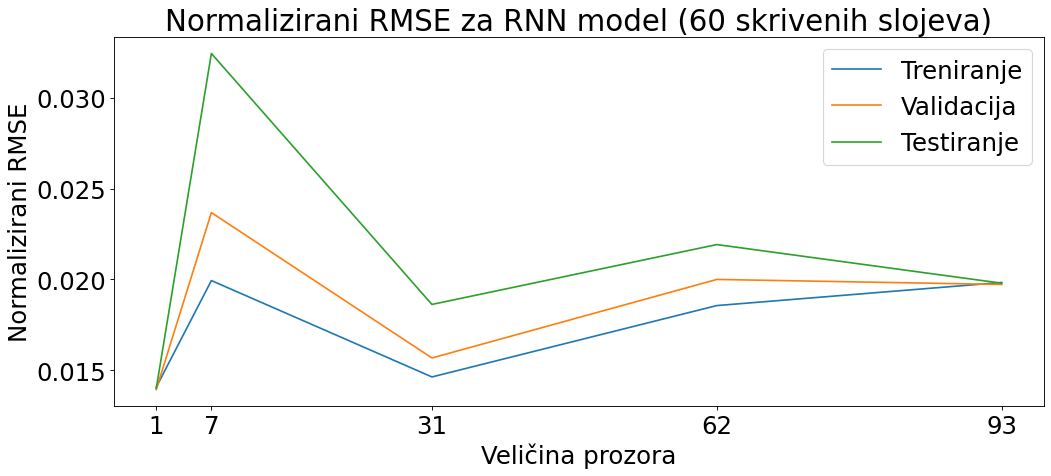 Normalizirani RMSE za RNN model (60 skrivenih slojeva)
Normalizirani RMSE
0.030
0.025
0.020
0.015
Treniranje
Validacija
Testiranje
1 7 31 62 93
Veličina prozora